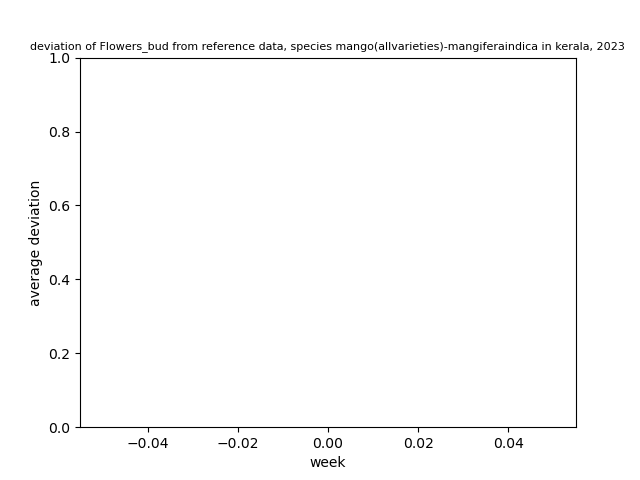 deviation of Flowers_bud from reference data, species mango(allvarieties)-mangiferaindica in kerala, 2023
1.0
0.8
0.6
0.4
0.2
0.0
average deviation
−0.04 −0.02 0.00 0.02 0.04
week